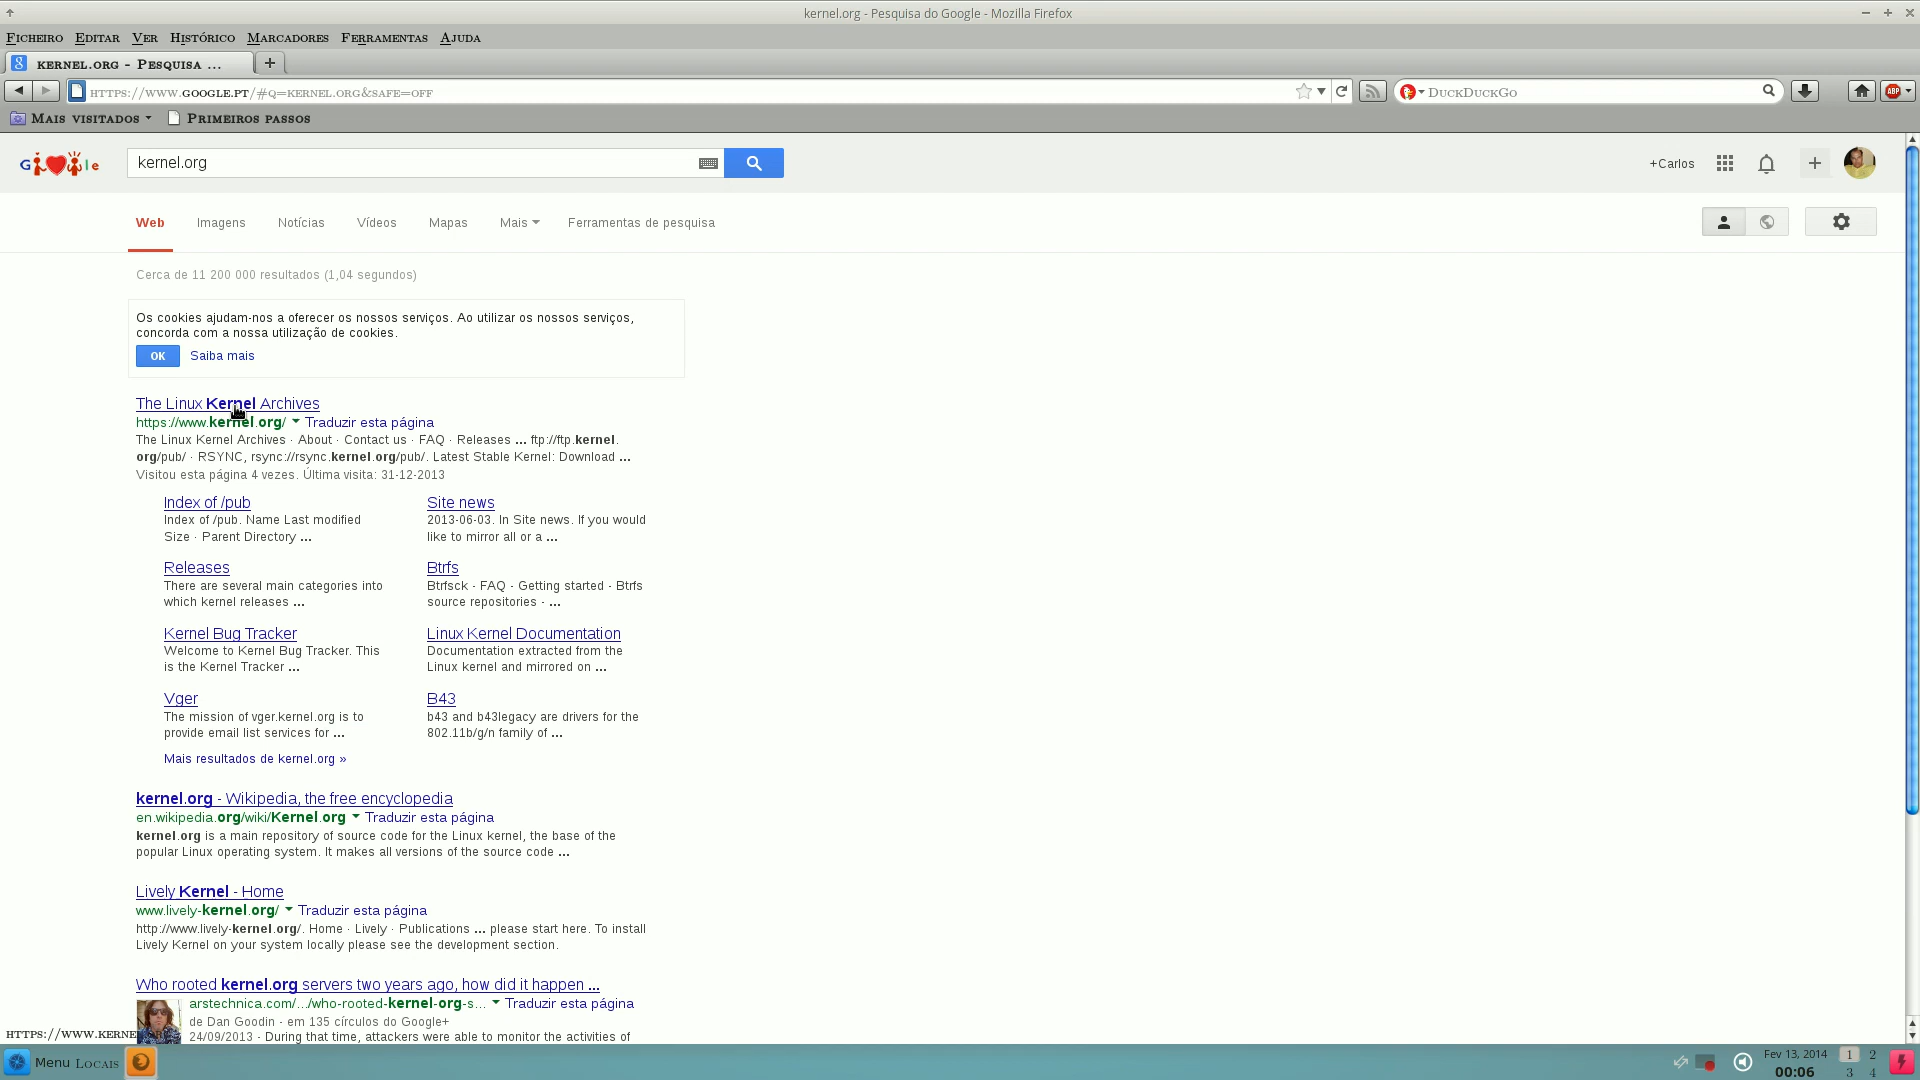 kernel.org - Pesquisa do Google - Mozilla Firefox
Ficheiro Editar Ver Histórico Marcadores Ferramentas Ajuda
kernel.org - Pesquisa ...
https://www.google.pt/#q=kernel.org&safe=off
DuckDuckGo
ABP
Mais visitados
Primeiros passos
kernel.org
+Carlos
Web Imagens Notícias Vídeos Mapas Mais Ferramentas de pesquisa
Cerca de 11 200 000 resultados (1,04 segundos)
Os cookies ajudam-nos a oferecer os nossos serviços. Ao utilizar os nossos serviços,
concorda com a nossa utilização de cookies.
OK Saiba mais
The Linux Kernel Archives
https://www.kernel.org/ Traduzir esta página
The Linux Kernel Archives · About · Contact us · FAQ · Releases ... ftp://ftp.kernel.
org/pub/ · RSYNC, rsync://rsync.kernel.org/pub/. Latest Stable Kernel: Download ...
Visitou esta página 4 vezes. Última visita: 31-12-2013
Index of /pub
Index of /pub. Name Last modified
Size · Parent Directory ...
Site news
2013-06-03. In Site news. If you would
like to mirror all or a ...
Releases
There are several main categories into
which kernel releases ...
Btrfs
Btrfsck - FAQ - Getting started - Btrfs
source repositories - ...
Kernel Bug Tracker
Welcome to Kernel Bug Tracker. This
is the Kernel Tracker ...
Linux Kernel Documentation
Documentation extracted from the
Linux kernel and mirrored on ...
Vger
The mission of vger.kernel.org is to
provide email list services for ...
B43
b43 and b43legacy are drivers for the
802.11b/g/n family of ...
Mais resultados de kernel.org »
kernel.org - Wikipedia, the free encyclopedia
en.wikipedia.org/wiki/Kernel.org Traduzir esta página
kernel.org is a main repository of source code for the Linux kernel, the base of the
popular Linux operating system. It makes all versions of the source code ...
Lively Kernel - Home
www.lively-kernel.org/ Traduzir esta página
http://www.lively-kernel.org/. Home · Lively · Publications ... please start here. To install
Lively Kernel on your system locally please see the development section.
Who rooted kernel.org servers two years ago, how did it happen ...
arstechnica.com/.../who-rooted-kernel-org-s... Traduzir esta página
de Dan Goodin - em 135 círculos do Google+
24/09/2013 - During that time, attackers were able to monitor the activities of
https://www.kerne
Menu Locais
Fev 13, 2014
00:06
1 2
3 4